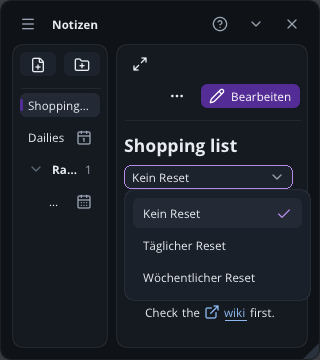 Notizen
Bearbeiten
Shopping...
Dailies
Ra... 1
...
Shopping list
Kein Reset
Kein Reset
Täglicher Reset
Wöchentlicher Reset
Check the wiki first.